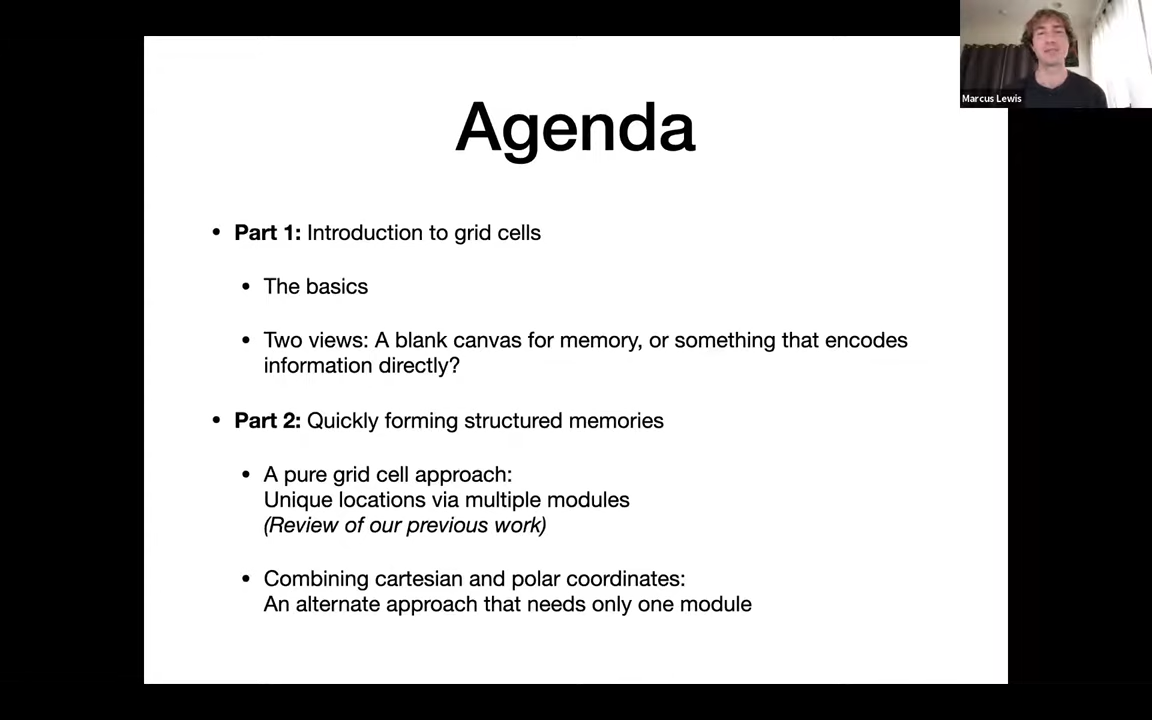 Marcus Lewis
Agenda
• Part 1: Introduction to grid cells
• The basics
• Two views: A blank canvas for memory, or something that encodes
information directly?
• Part 2: Quickly forming structured memories
• A pure grid cell approach:
Unique locations via multiple modules
(Review of our previous work)
• Combining cartesian and polar coordinates:
An alternate approach that needs only one module